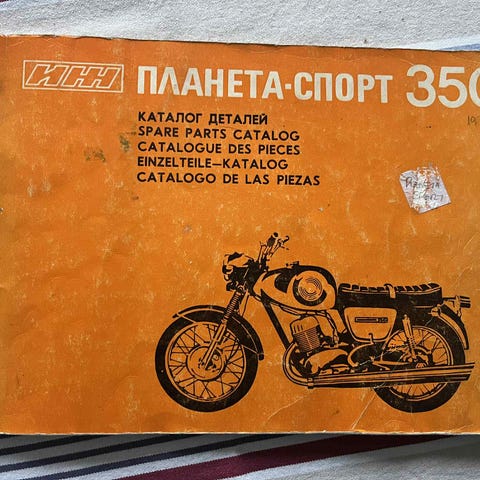 ИЖ ПЛАНЕТА-СПОРТ 350
КАТАЛОГ ДЕТАЛЕЙ
SPARE PARTS CATALOG
CATALOGUE DES PIECES
EINZELTEILE—KATALOG
CATALOGO DE LAS PIEZAS